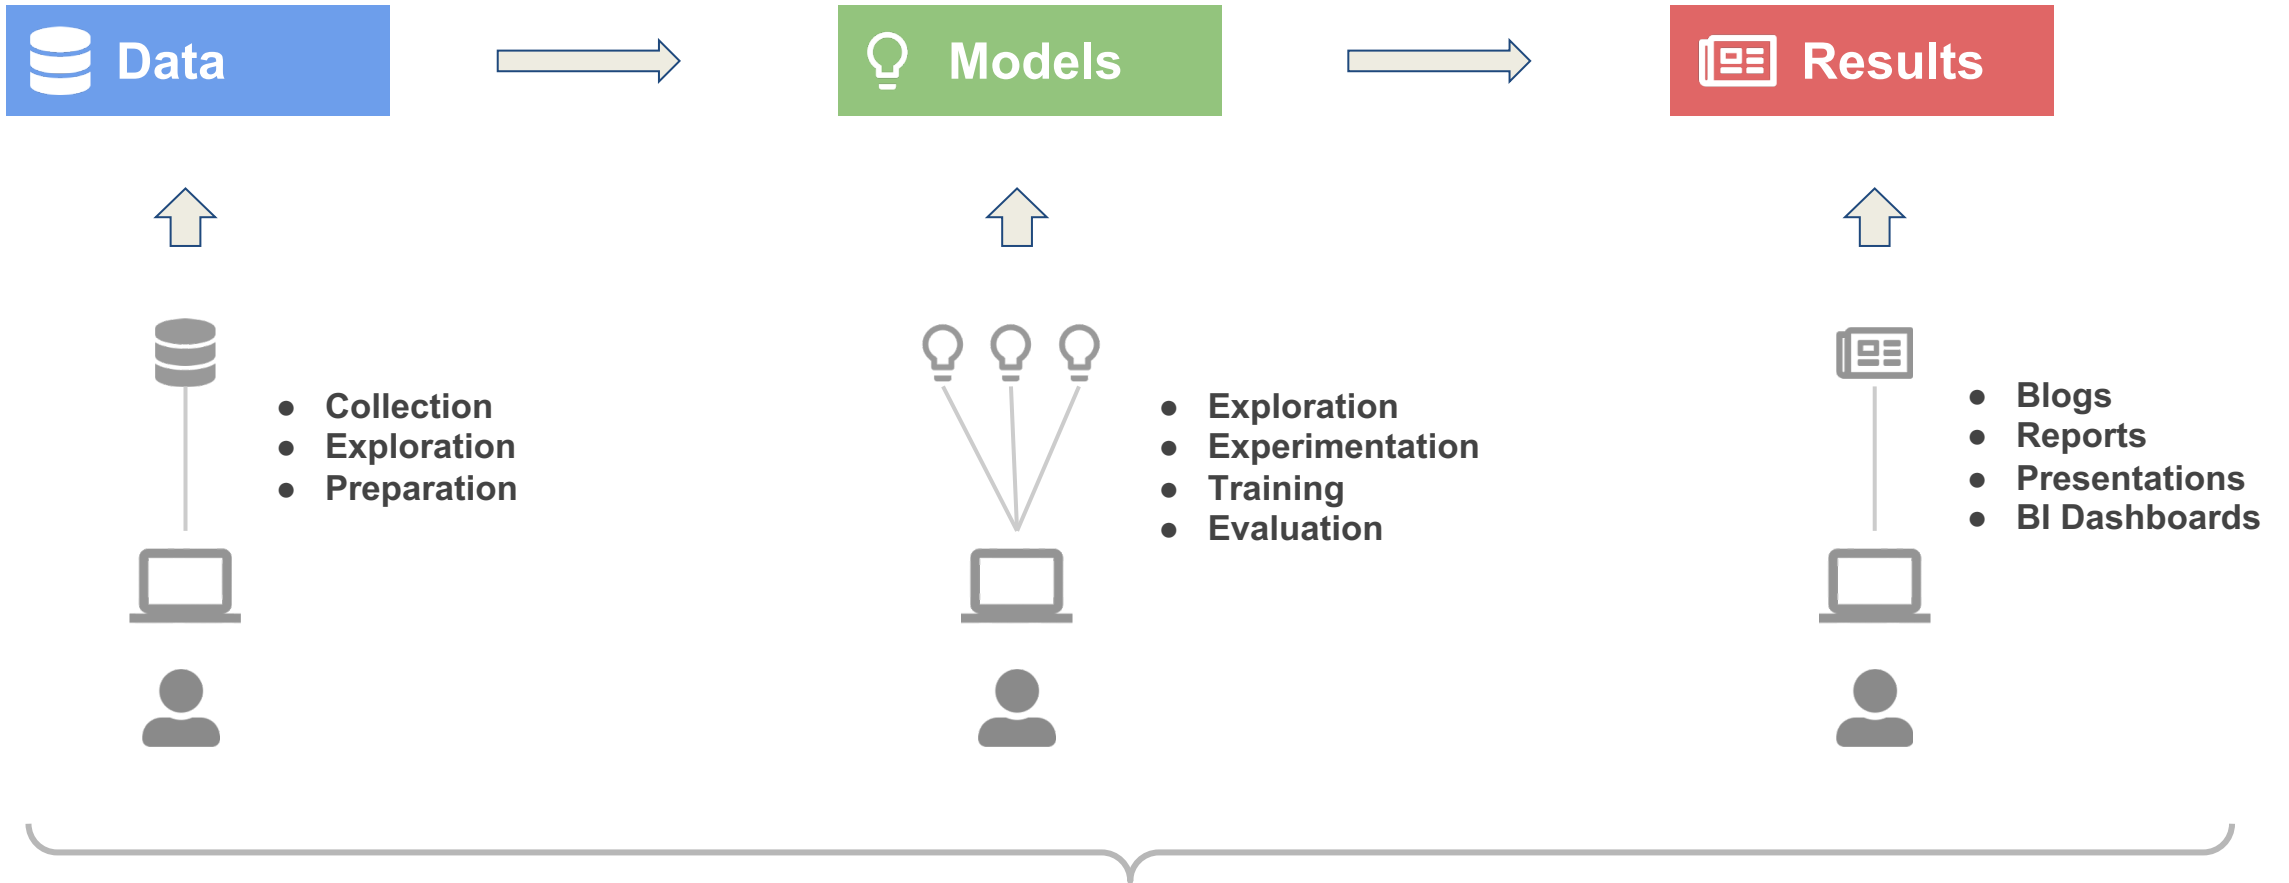 Data
Models
Results
● Collection
● Exploration
● Preparation
● Exploration
● Experimentation
● Training
● Evaluation
● Blogs
● Reports
● Presentations
● BI Dashboards